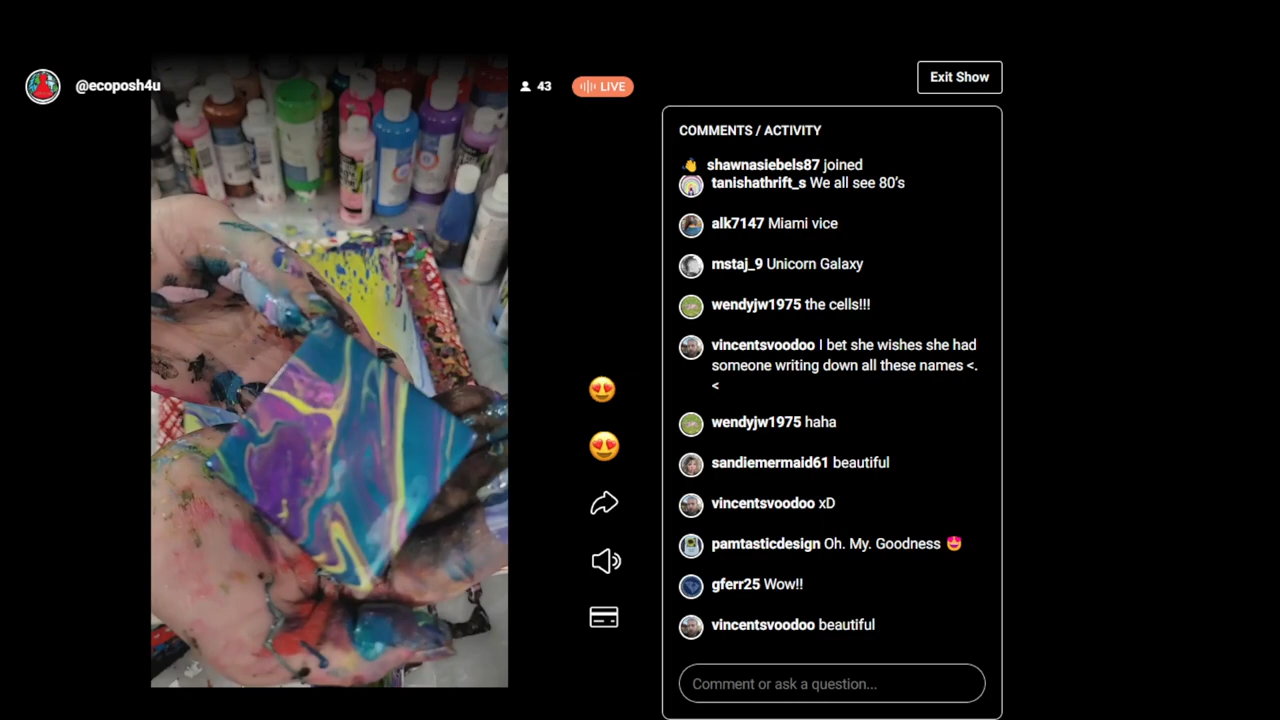 @ecoposh4u
43
LIVE
Exit Show
COMMENTS / ACTIVITY
👋 shawnasiebels87 joined
tanishathrift_s We all see 80's
alk7147 Miami vice
mstaj_9 Unicorn Galaxy
wendyjw1975 the cells!!!
vincentsvoodoo I bet she wishes she had
someone writing down all these names <.
<
wendyjw1975 haha
sandiemermaid61 beautiful
vincentsvoodoo xD
pamtasticdesign Oh. My. Goodness 😍
gferr25 Wow!!
vincentsvoodoo beautiful
Comment or ask a question...